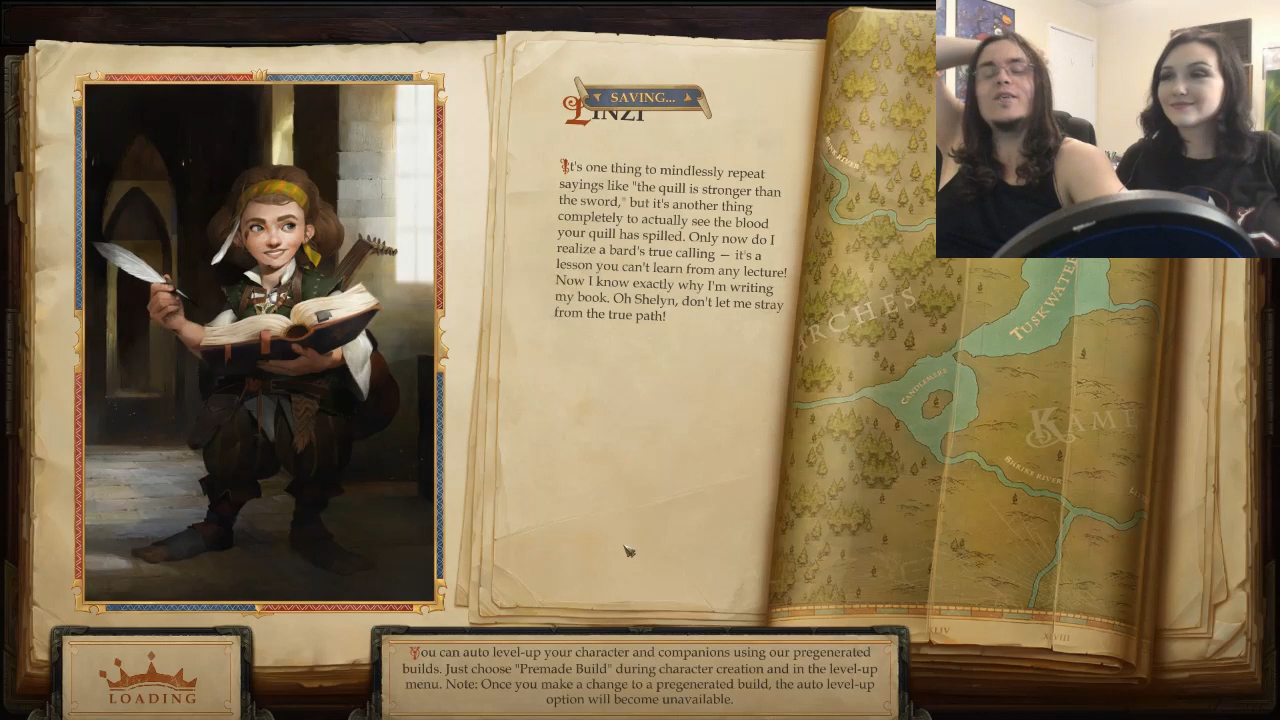 SAVING...
LINZI
It's one thing to mindlessly repeat
sayings like "the quill is stronger than
the sword," but it's another thing
completely to actually see the blood
your quill has spilled. Only now do I
realize a bard's true calling — it's a
lesson you can't learn from any lecture!
Now I know exactly why I'm writing
my book. Oh Shelyn, don't let me stray
from the true path!
TUSKWATER
CANDLEMERE
KAME
SHRIKE RIVER
XVIII
LOADING
You can auto level-up your character and companions using our pregenerated
builds. Just choose "Premade Build" during character creation and in the level-up
menu. Note: Once you make a change to a pregenerated build, the auto level-up
option will become unavailable.